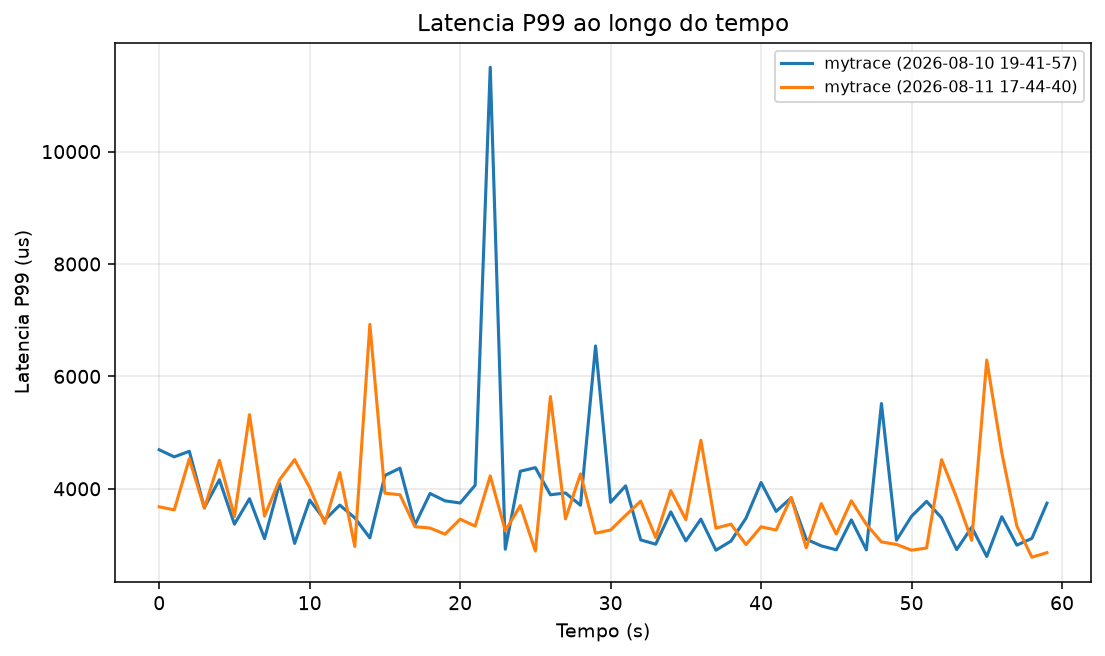 Latencia P99 ao longo do tempo
mytrace (2026-08-10 19-41-57)
mytrace (2026-08-11 17-44-40)
Latencia P99 (us)
10000
8000
6000
4000
0
10
20
30
40
50
60
Tempo (s)